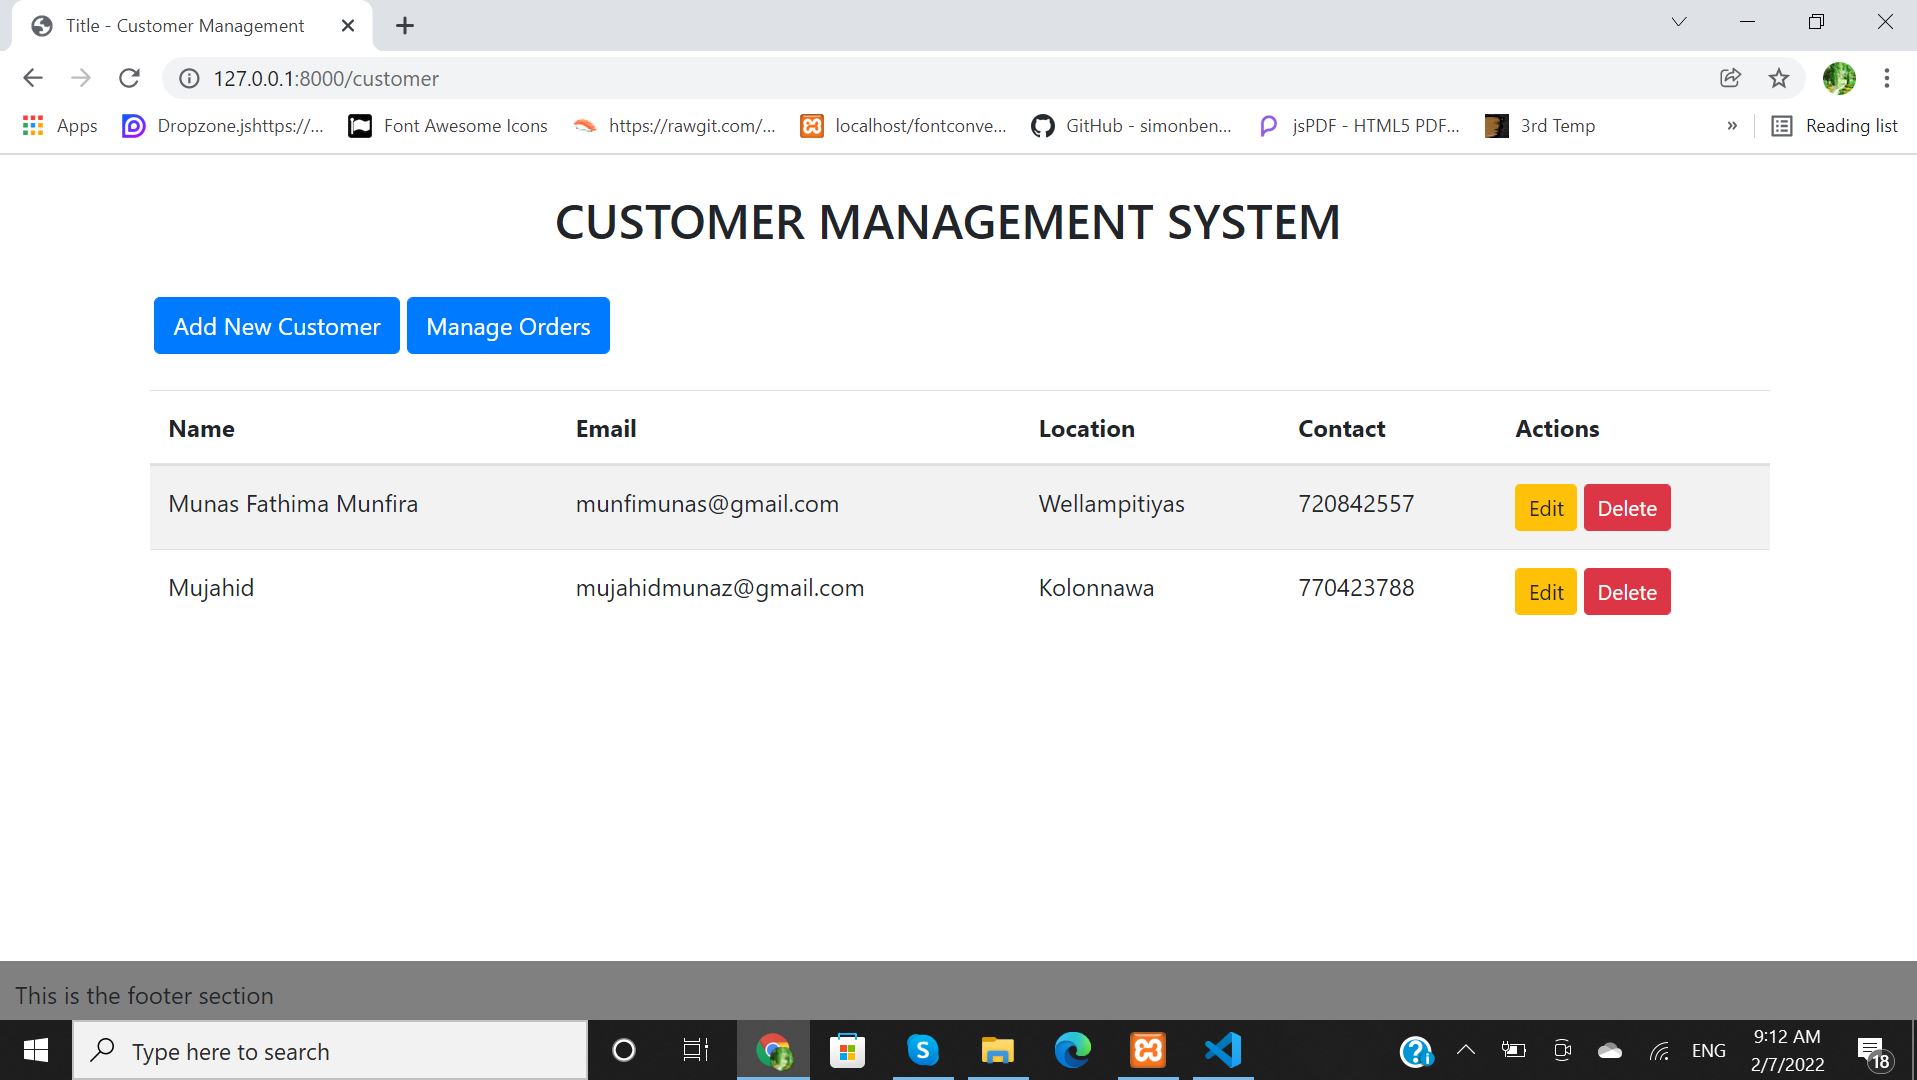 Title - Customer Management
127.0.0.1:8000/customer
Apps Dropzone.jshttps://... Font Awesome Icons https://rawgit.com/... localhost/fontconve... GitHub - simonben... jsPDF - HTML5 PDF... 3rd Temp » Reading list
CUSTOMER MANAGEMENT SYSTEM
Add New Customer Manage Orders
Name Email Location Contact Actions
Munas Fathima Munfira munfimunas@gmail.com Wellampitiyas 720842557 Edit Delete
Mujahid mujahidmunaz@gmail.com Kolonnawa 770423788 Edit Delete
This is the footer section
Type here to search
ENG
9:12 AM
2/7/2022
18